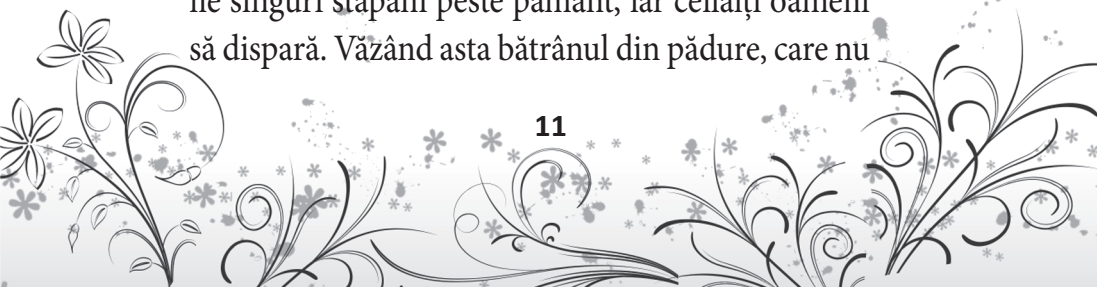 singuri stăpâni peste pământ, iar ceilalți oameni
să dispară. Văzând asta bătrânul din pădure, care nu
11